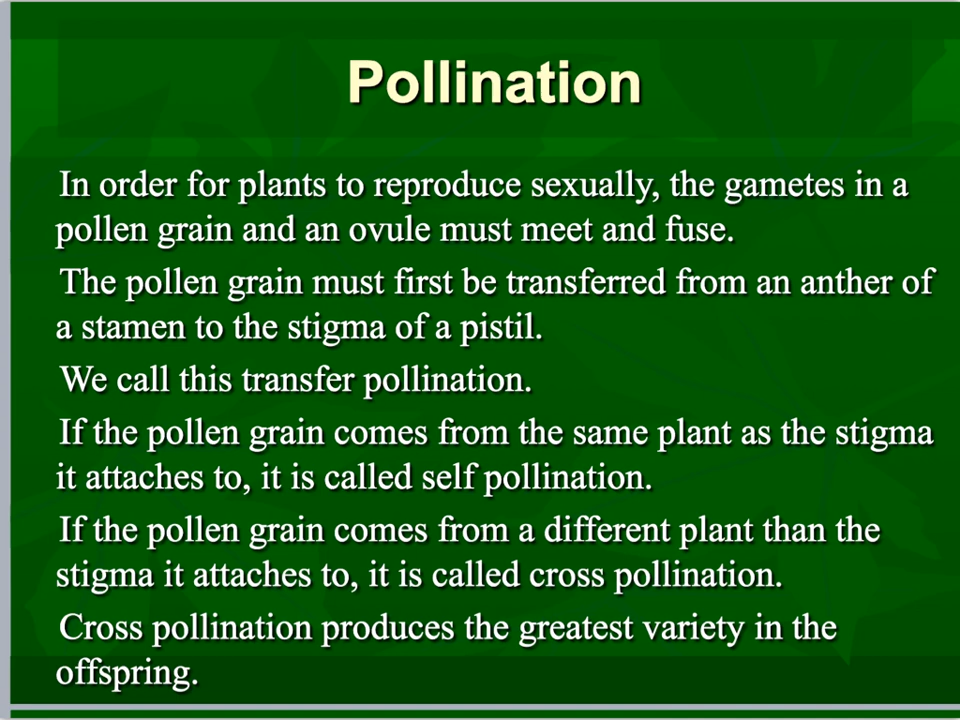 Pollination
In order for plants to reproduce sexually, the gametes in a
pollen grain and an ovule must meet and fuse.
The pollen grain must first be transferred from an anther of
a stamen to the stigma of a pistil.
We call this transfer pollination.
If the pollen grain comes from the same plant as the stigma
it attaches to, it is called self pollination.
If the pollen grain comes from a different plant than the
stigma it attaches to, it is called cross pollination.
Cross pollination produces the greatest variety in the
offspring.